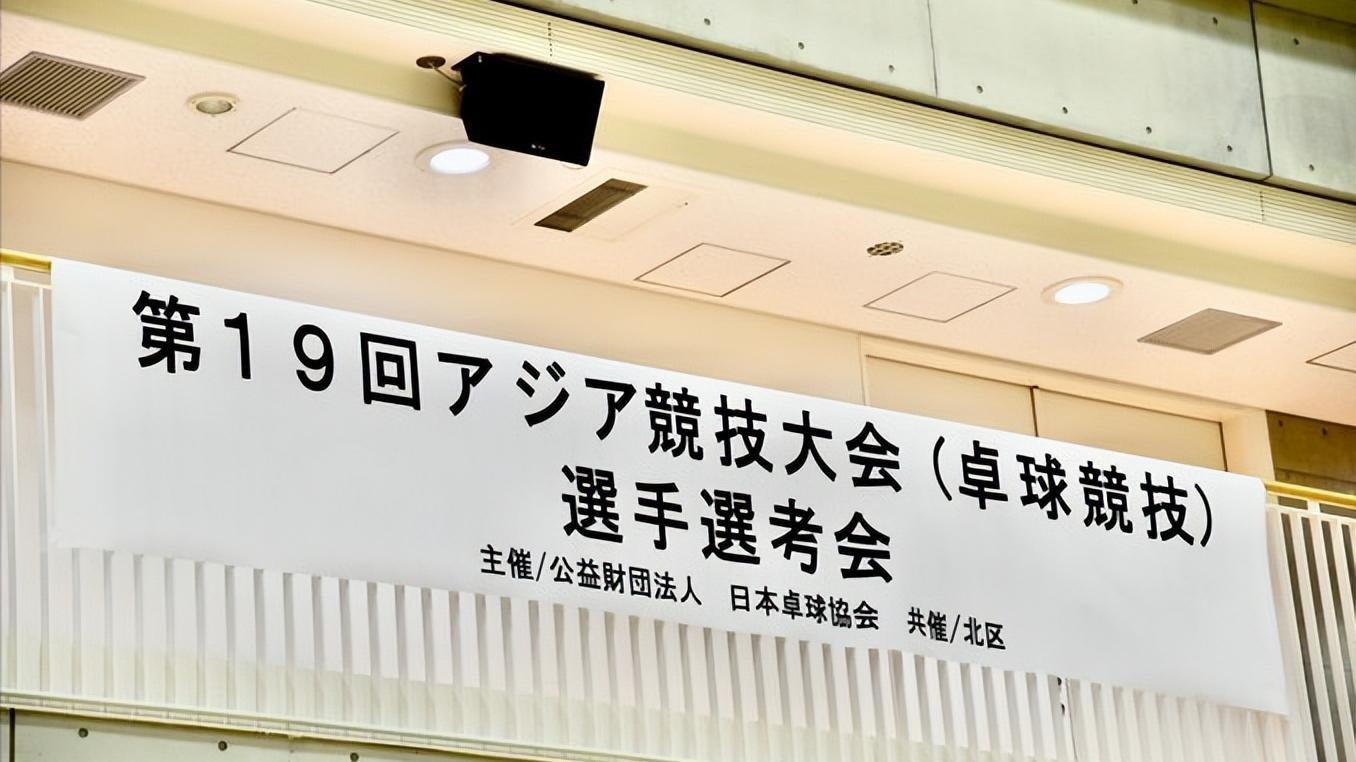 第19回アジア競技大会(卓球競技)
選手選考会
主催/公益財団法人 日本卓球協会 共催/北区